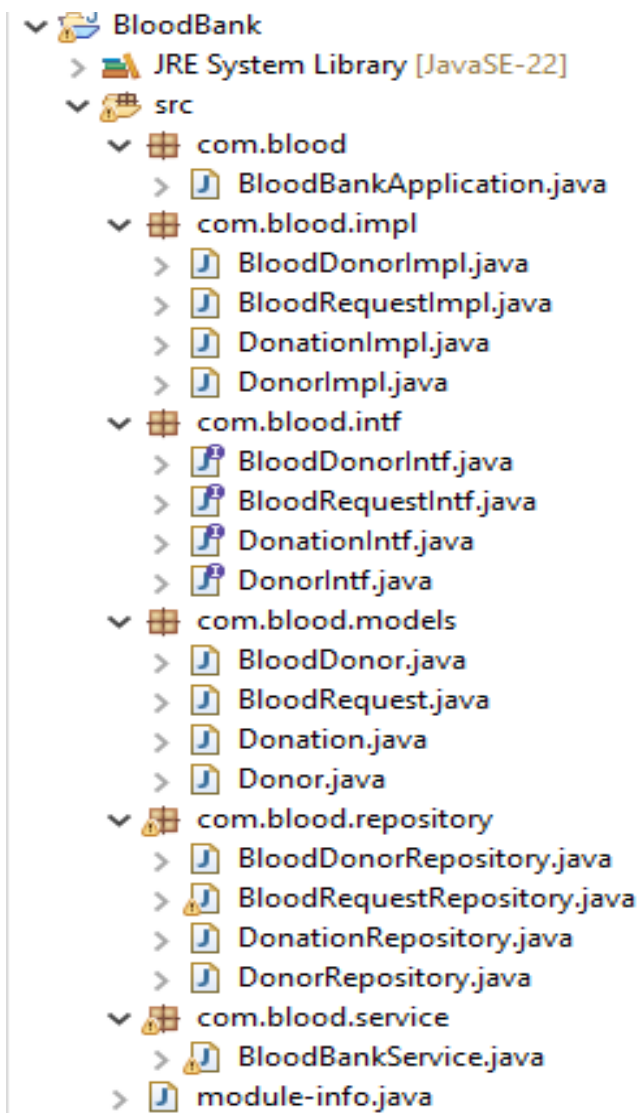 BloodBank
JRE System Library [JavaSE-22]
src
com.blood
BloodBankApplication.java
com.blood.impl
BloodDonorImpl.java
BloodRequestImpl.java
DonationImpl.java
DonorImpl.java
com.blood.intf
BloodDonorIntf.java
BloodRequestIntf.java
DonationIntf.java
DonorIntf.java
com.blood.models
BloodDonor.java
BloodRequest.java
Donation.java
Donor.java
com.blood.repository
BloodDonorRepository.java
BloodRequestRepository.java
DonationRepository.java
DonorRepository.java
com.blood.service
BloodBankService.java
module-info.java